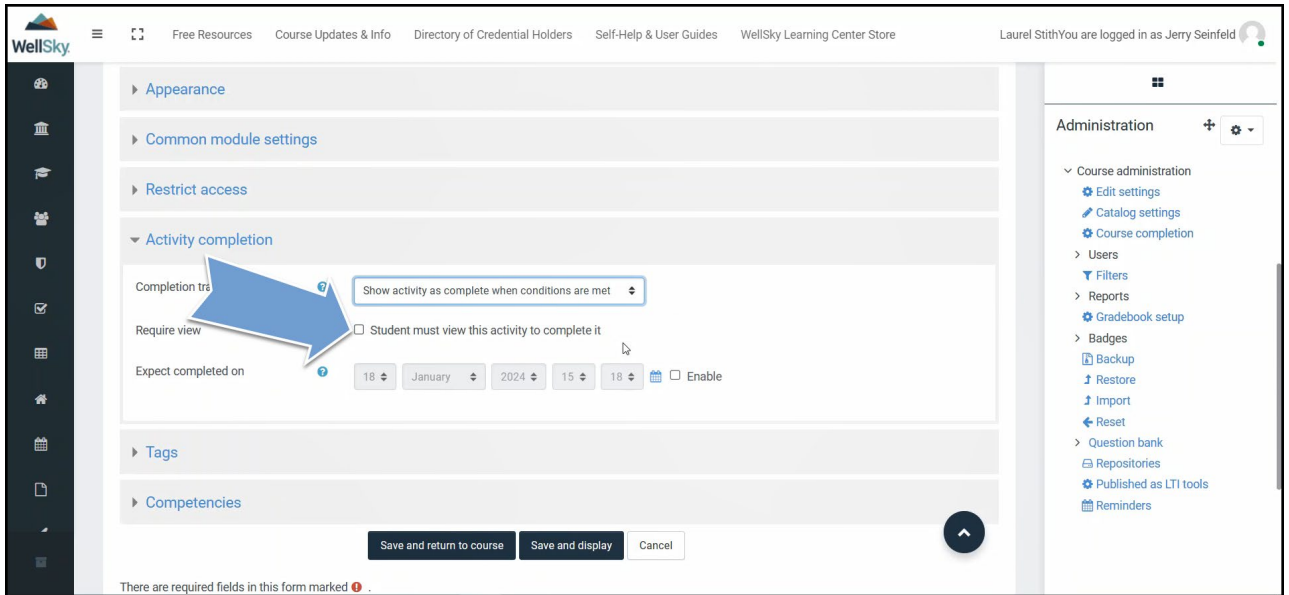 WellSky.
Free Resources Course Updates & Info Directory of Credential Holders Self-Help & User Guides WellSky Learning Center Store Laurel StithYou are logged in as Jerry Seinfeld
Appearance
Common module settings
Restrict access
Activity completion
Completion tra
Show activity as complete when conditions are met
Require view
Student must view this activity to complete it
Expect completed on
18 January 2024 15 18 Enable
Tags
Competencies
Save and return to course Save and display Cancel
There are required fields in this form marked .
Administration
Course administration
Edit settings
Catalog settings
Course completion
Users
Filters
Reports
Gradebook setup
Badges
Backup
Restore
Import
Reset
Question bank
Repositories
Published as LTI tools
Reminders